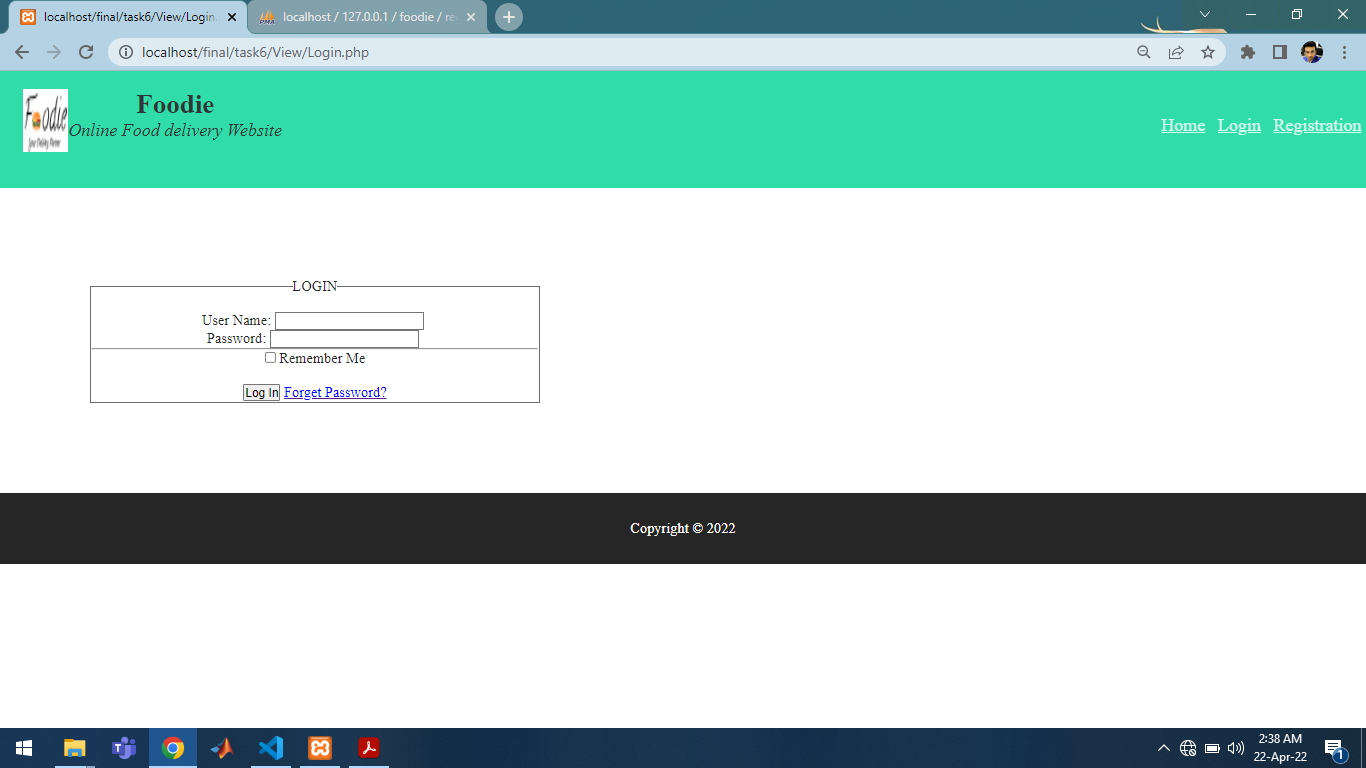 localhost/final/task6/View/Login.
localhost / 127.0.0.1 / foodie / re
localhost/final/task6/View/Login.php
Foodie
Your Delivery Partner
Foodie
Online Food delivery Website
Home Login Registration
LOGIN
User Name:
Password:
Remember Me
Log In Forget Password?
Copyright © 2022
2:38 AM
22-Apr-22
1